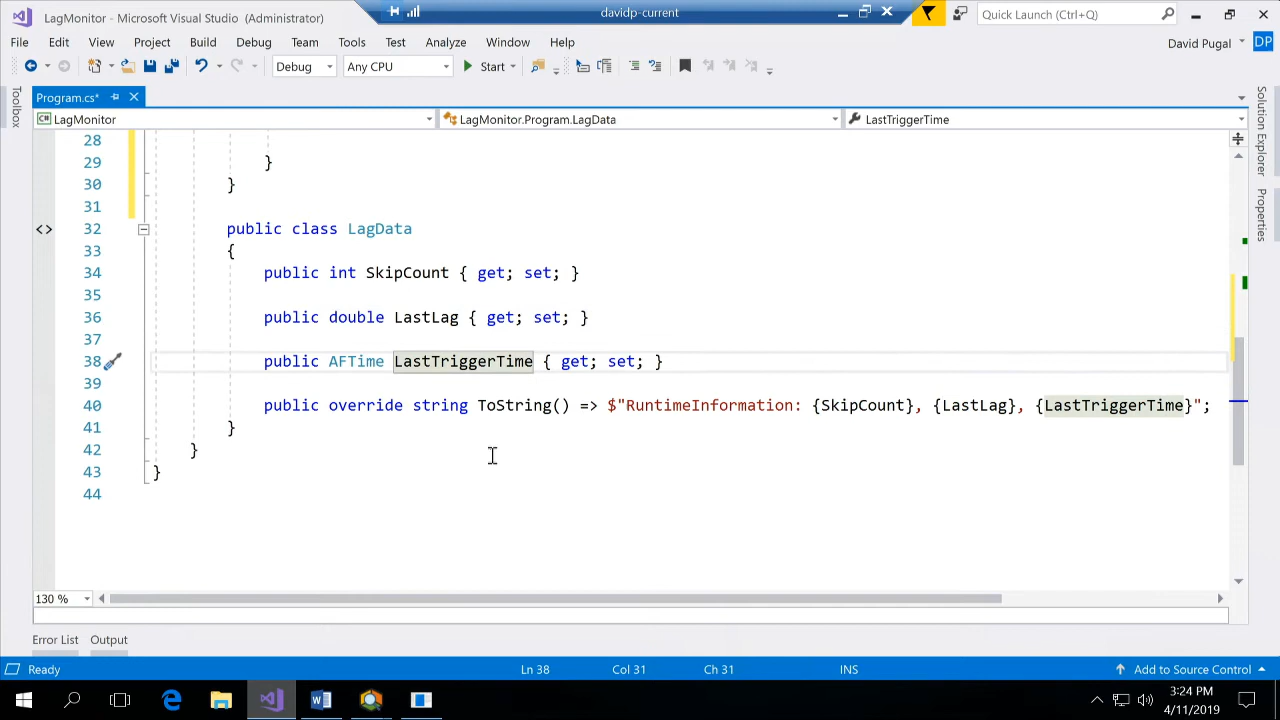 LagMonitor - Microsoft Visual Studio (Administrator)
davidp-current
Quick Launch (Ctrl+Q)
File Edit View Project Build Debug Team Tools Test Analyze Window Help
David Pugal DP
Debug Any CPU Start
Program.cs*
LagMonitor LagMonitor.Program.LagData LastTriggerTime
Toolbox
Solution Explorer
Properties
28
29 }
30 }
31
32 public class LagData
33 {
34 public int SkipCount { get; set; }
35
36 public double LastLag { get; set; }
37
38 public AFTime LastTriggerTime { get; set; }
39
40 public override string ToString() => $"RuntimeInformation: {SkipCount}, {LastLag}, {LastTriggerTime}";
41 }
42 }
43 }
44
130 %
Error List Output
Ready Ln 38 Col 31 Ch 31 INS Add to Source Control
3:24 PM
4/11/2019